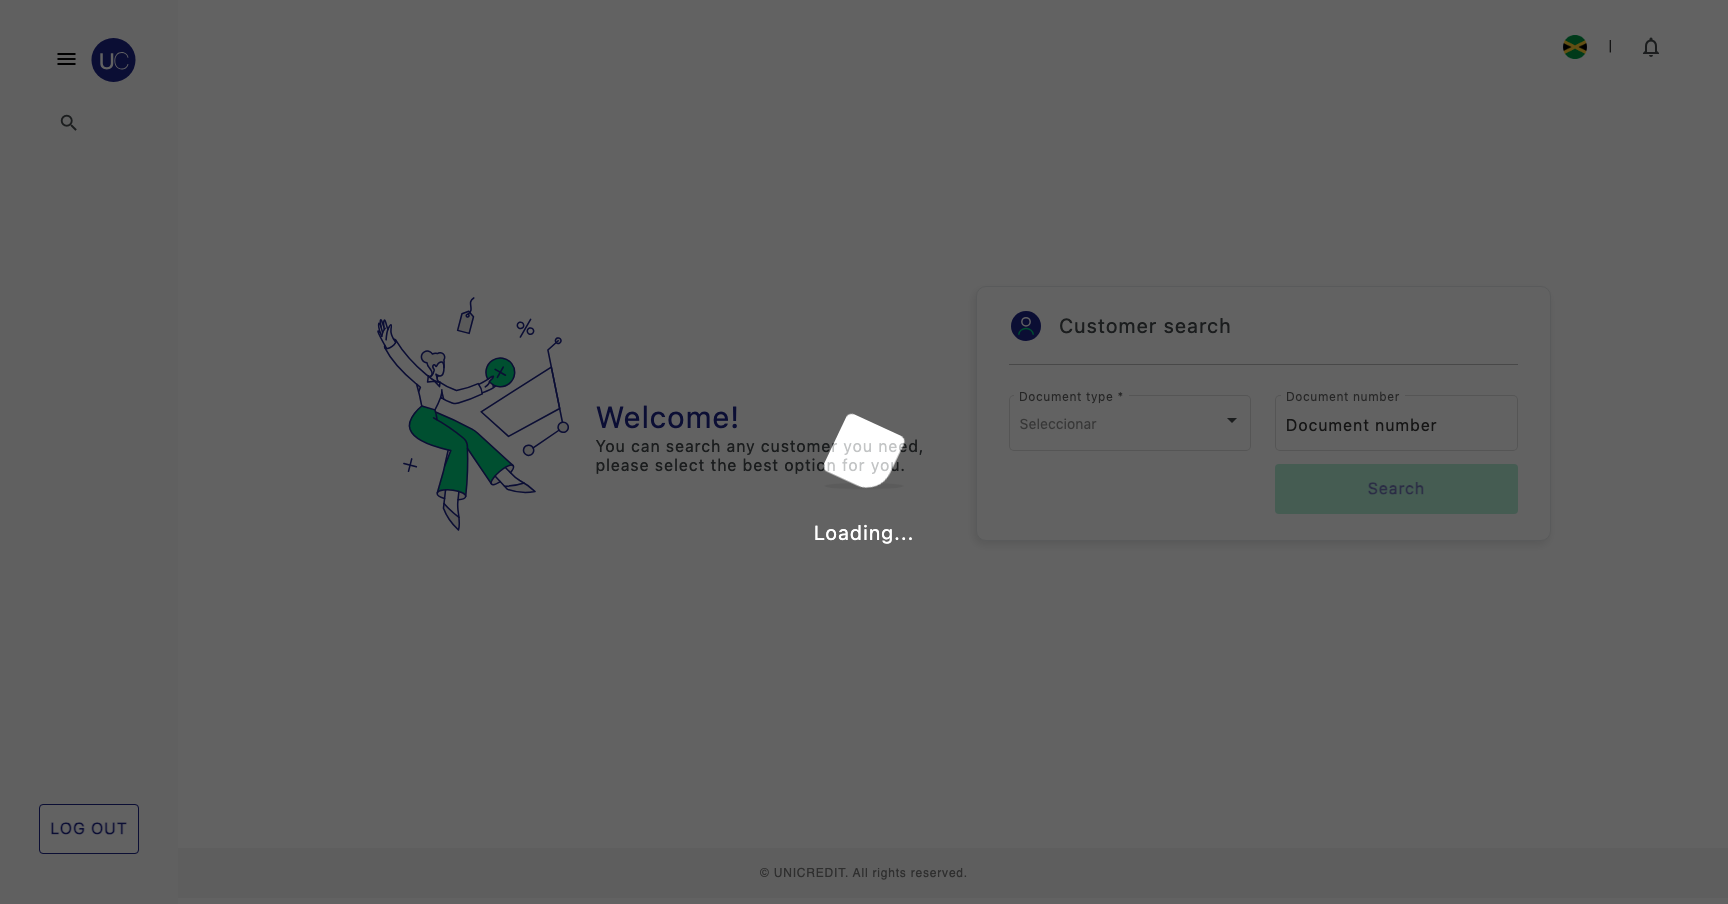 UC
Customer search
Document type *
Seleccionar
Document number
Document number
Search
Welcome!
You can search any customer you need,
please select the best option for you.
Loading...
LOG OUT
© UNICREDIT. All rights reserved.